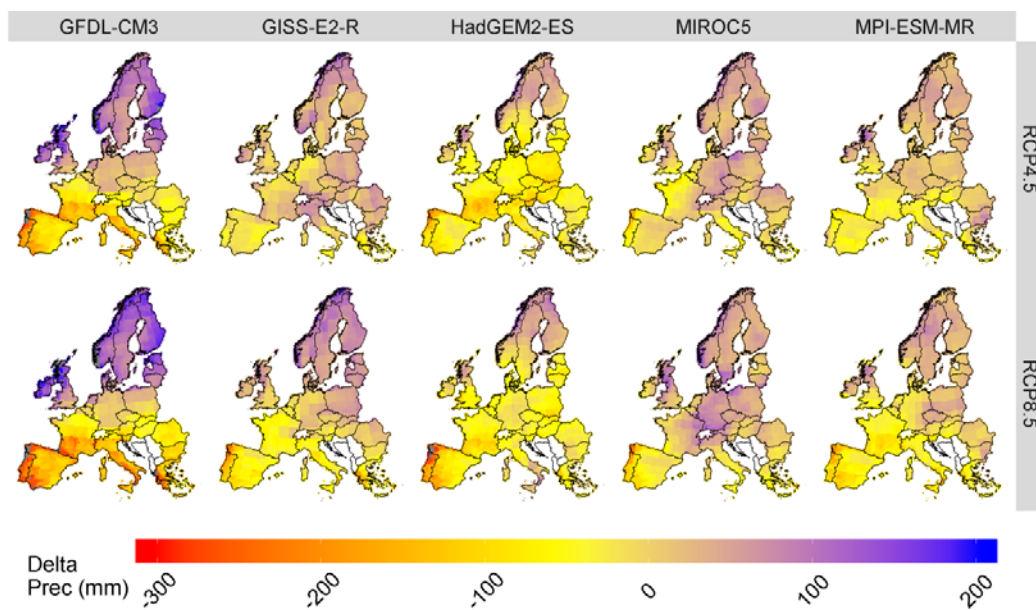 GFDL-CM3 GISS-E2-R HadGEM2-ES MIROC5 MPI-ESM-MR
RCP4.5
RCP8.5
Delta
Prec (mm)
-300 -200 -100 0 100 200